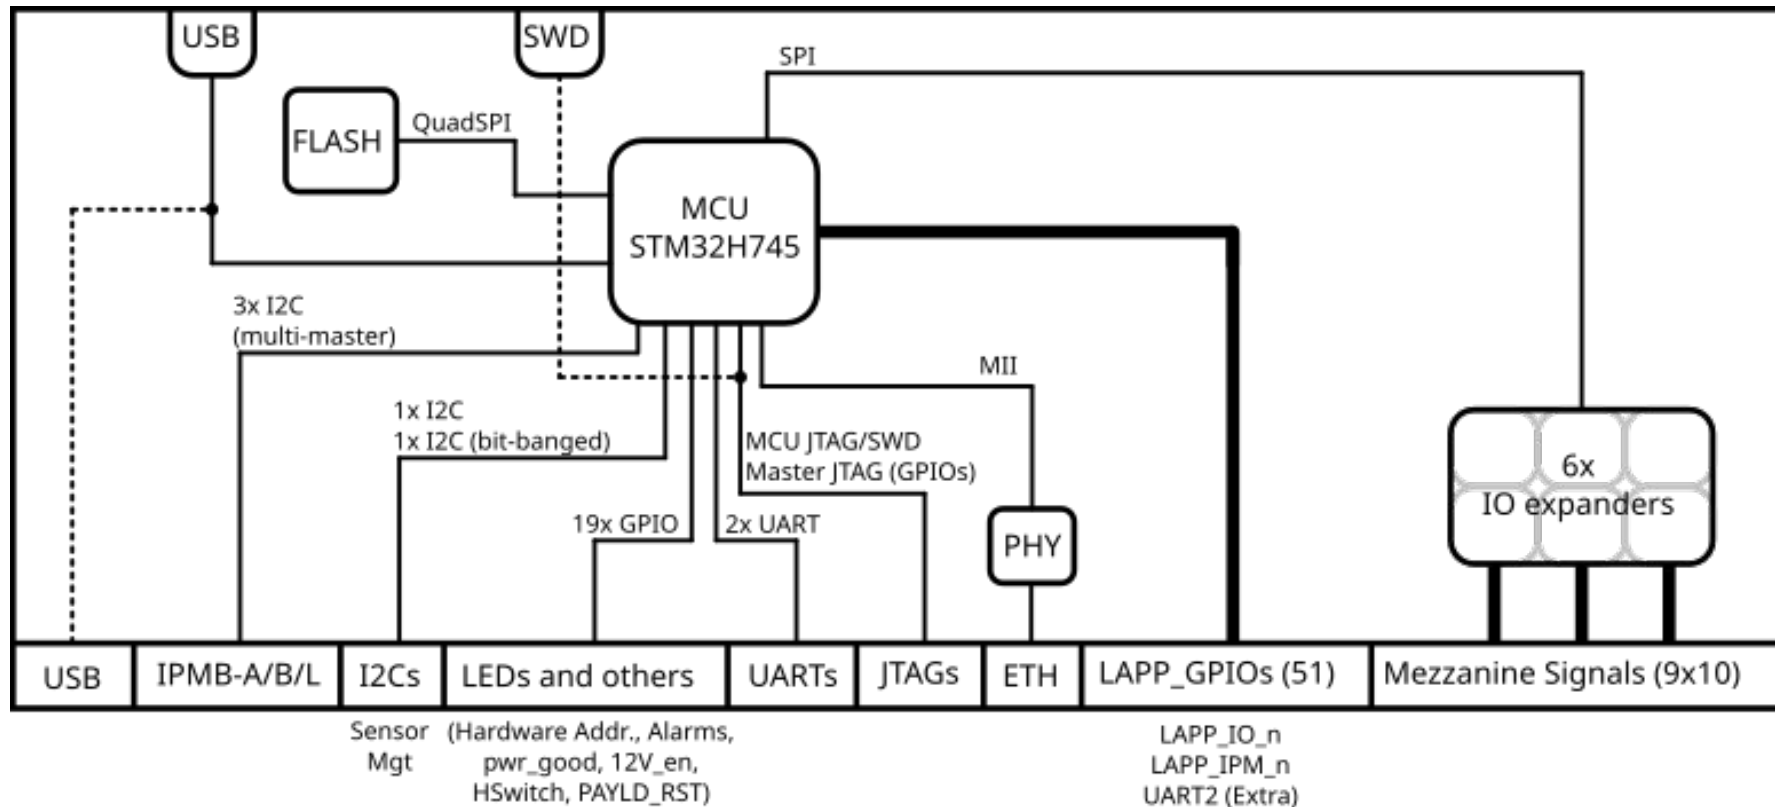 USB
SWD
SPI
FLASH
QuadSPI
MCU
STM32H745
3x I2C
(multi-master)
MII
1x I2C
1x I2C (bit-banged)
MCU JTAG/SWD
Master JTAG (GPIOs)
6x
IO expanders
19x GPIO
2x UART
PHY
USB
IPMB-A/B/L
I2Cs
LEDs and others
UARTs
JTAGs
ETH
LAPP_GPIOs (51)
Mezzanine Signals (9x10)
Sensor
Mgt
(Hardware Addr., Alarms,
pwr_good, 12V_en,
HSwitch, PAYLD_RST)
LAPP_IO_n
LAPP_IPM_n
UART2 (Extra)